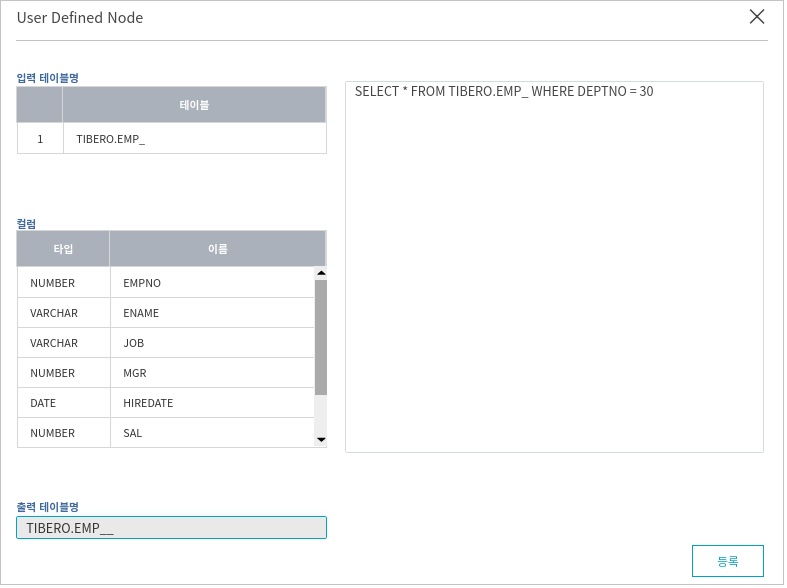 User Defined Node
입력 테이블명
테이블
1 TIBERO.EMP_
SELECT * FROM TIBERO.EMP_ WHERE DEPTNO = 30
컬럼
타입 이름
NUMBER EMPNO
VARCHAR ENAME
VARCHAR JOB
NUMBER MGR
DATE HIREDATE
NUMBER SAL
출력 테이블명
TIBERO.EMP__
등록